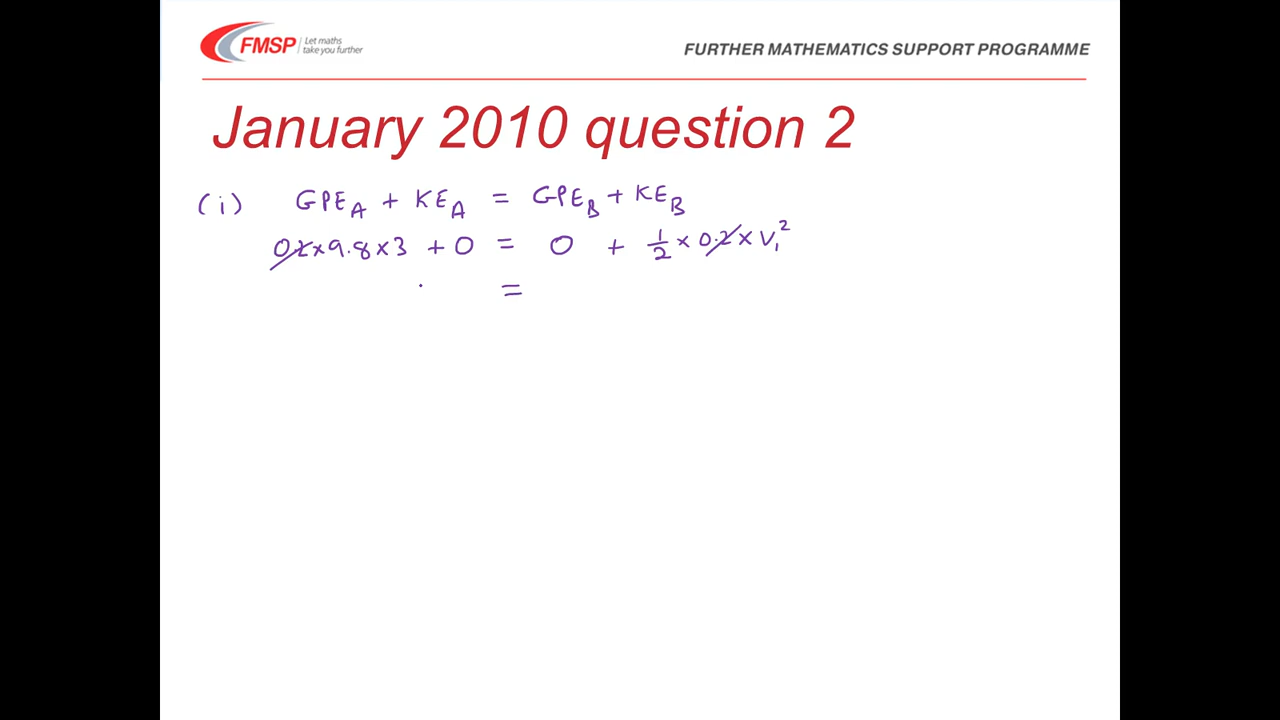 FMSP Let maths
take you further
FURTHER MATHEMATICS SUPPORT PROGRAMME
January 2010 question 2
(i) GPE_A + KE_A = GPE_B + KE_B
0.2 × 9.8 × 3 + 0 = 0 + 1/2 × 0.2 × V₁²
=